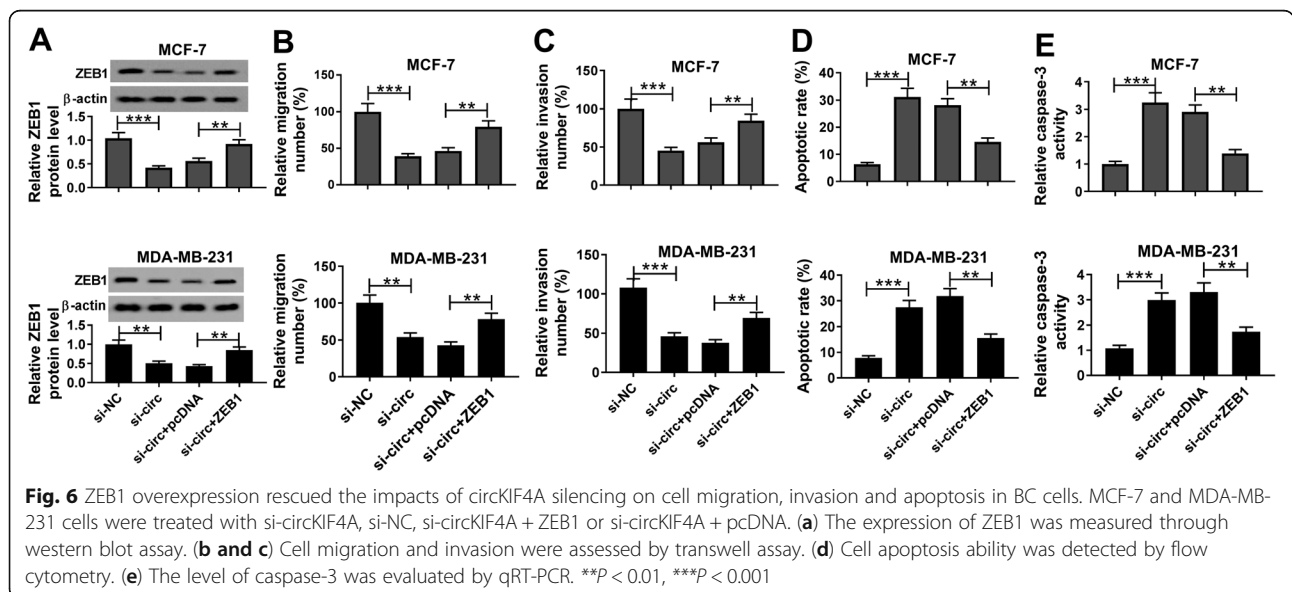 A
MCF-7
ZEB1
β-actin
Relative ZEB1
protein level
1.5
1.0
0.5
0.0
***
**
B
MCF-7
Relative migration
number (%)
150
100
50
0
***
**
C
MCF-7
Relative invasion
number (%)
150
100
50
0
***
**
D
MCF-7
Apoptotic rate (%)
40
30
20
10
0
***
**
E
MCF-7
Relative caspase-3
activity
4
3
2
1
0
***
**
MDA-MB-231
ZEB1
β-actin
Relative ZEB1
protein level
1.5
1.0
0.5
0.0
**
**
si-NC
si-circ
si-circ+pcDNA
si-circ+ZEB1
MDA-MB-231
Relative migration
number (%)
150
100
50
0
**
**
si-NC
si-circ
si-circ+pcDNA
si-circ+ZEB1
MDA-MB-231
Relative invasion
number (%)
150
100
50
0
***
**
si-NC
si-circ
si-circ+pcDNA
si-circ+ZEB1
MDA-MB-231
Apoptotic rate (%)
40
30
20
10
0
***
**
si-NC
si-circ
si-circ+pcDNA
si-circ+ZEB1
MDA-MB-231
Relative caspase-3
activity
4
3
2
1
0
***
**
si-NC
si-circ
si-circ+pcDNA
si-circ+ZEB1
Fig. 6 ZEB1 overexpression rescued the impacts of circKIF4A silencing on cell migration, invasion and apoptosis in BC cells. MCF-7 and MDA-MB-
231 cells were treated with si-circKIF4A, si-NC, si-circKIF4A + ZEB1 or si-circKIF4A + pcDNA. (a) The expression of ZEB1 was measured through
western blot assay. (b and c) Cell migration and invasion were assessed by transwell assay. (d) Cell apoptosis ability was detected by flow
cytometry. (e) The level of caspase-3 was evaluated by qRT-PCR. **P < 0.01, ***P < 0.001